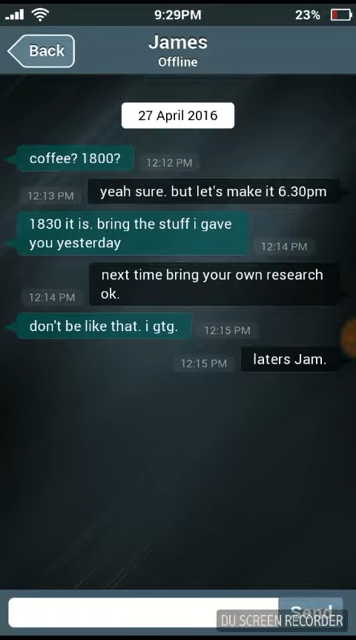 9:29PM
23%
Back
James
Offline
27 April 2016
coffee? 1800?
12:12 PM
12:13 PM
yeah sure. but let's make it 6.30pm
1830 it is. bring the stuff i gave
you yesterday
12:14 PM
next time bring your own research
ok.
12:14 PM
don't be like that. i gtg.
12:15 PM
12:15 PM
laters Jam.
Send
DU SCREEN RECORDER